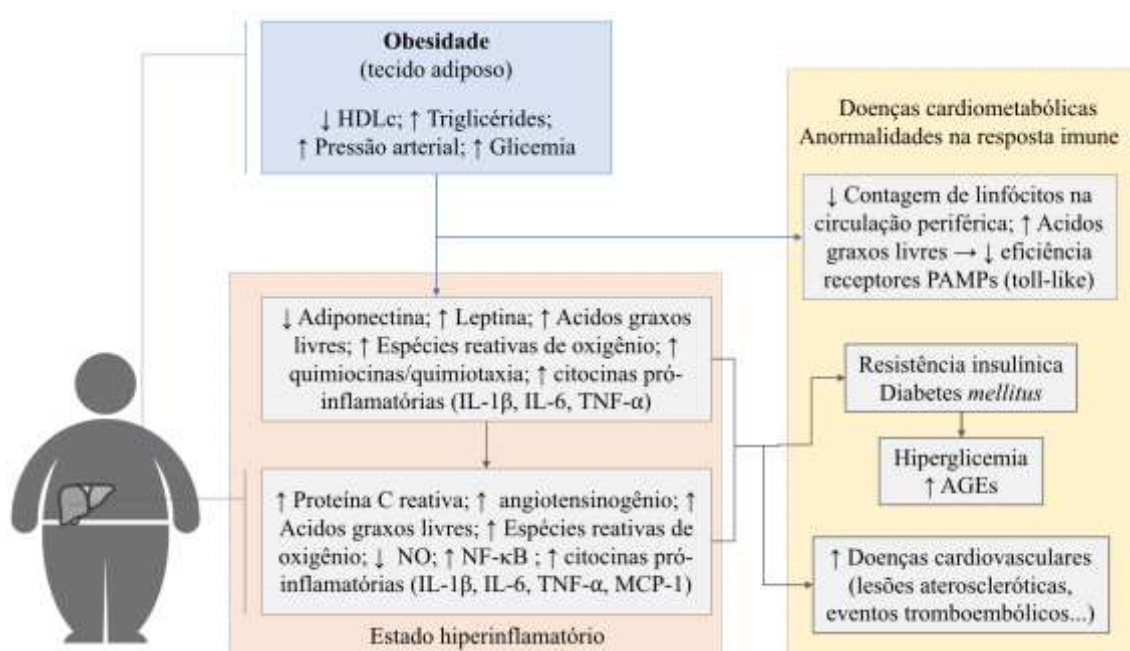 Obesidade
(tecido adiposo)
↓ HDLc; ↑ Triglicérides;
↑ Pressão arterial; ↑ Glicemia
Doenças cardiometabólicas
Anormalidades na resposta imune
↓ Contagem de linfócitos na
circulação periférica; ↑ Acidos
graxos livres → ↓ eficiência
receptores PAMPs (toll-like)
↓ Adiponectina; ↑ Leptina; ↑ Acidos graxos
livres; ↑ Espécies reativas de oxigênio; ↑
quimiocinas/quimiotaxia; ↑ citocinas pró-
inflamatórias (IL-1β, IL-6, TNF-α)
Resistência insulínica
Diabetes mellitus
Hiperglicemia
↑ AGEs
↑ Proteína C reativa; ↑ angiotensinogênio; ↑
Acidos graxos livres; ↑ Espécies reativas de
oxigênio; ↓ NO; ↑ NF-κB ; ↑ citocinas pró-
inflamatórias (IL-1β, IL-6, TNF-α, MCP-1)
↑ Doenças cardiovasculares
(lesões ateroscleróticas,
eventos tromboembólicos...)
Estado hiperinflamatório